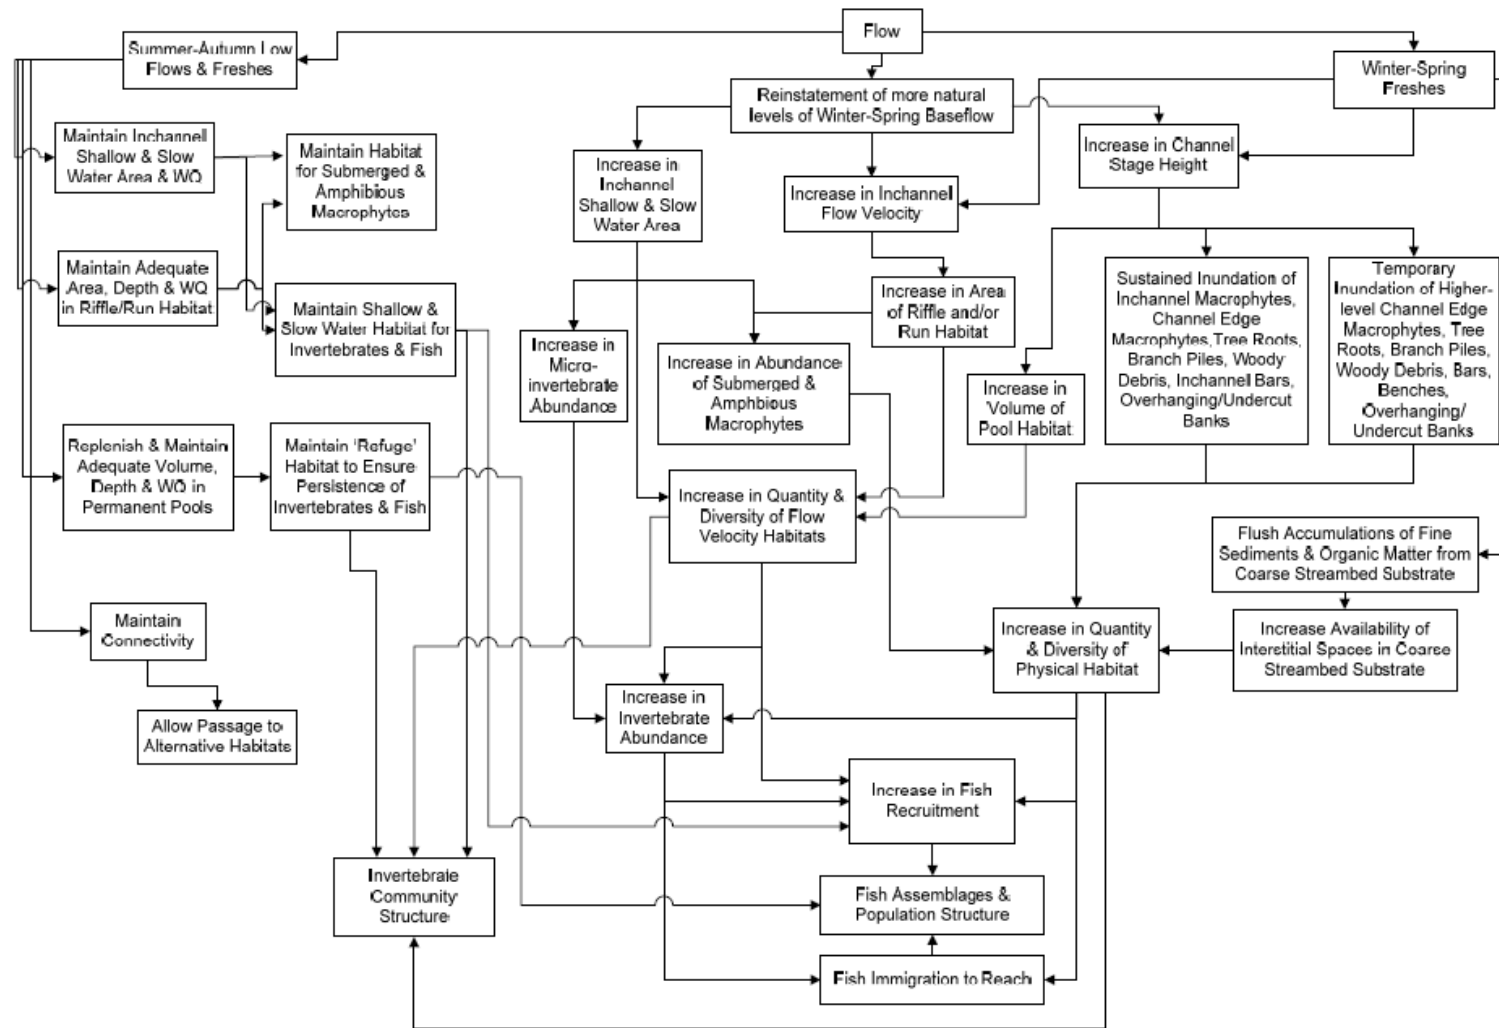 Flow
Summer-Autumn Low
Flows & Freshes
Winter-Spring
Freshes
Reinstatement of more natural
levels of Winter-Spring Baseflow
Maintain Inchannel
Shallow & Slow
Water Area & WQ
Maintain Habitat
for Submerged &
Amphibious
Macrophytes
Increase in
Inchannel
Shallow & Slow
Water Area
Increase in Inchannel
Flow Velocity
Increase in Channel
Stage Height
Maintain Adequate
Area, Depth & WQ
in Riffle/Run Habitat
Maintain Shallow &
Slow Water Habitat for
Invertebrates & Fish
Increase in
Micro-
invertebrate
Abundance
Increase in Abundance
of Submerged &
Amphbious
Macrophytes
Increase in Area
of Riffle and/or
Run Habitat
Increase in
Volume of
Pool Habitat
Sustained Inundation of
Inchannel Macrophytes,
Channel Edge
Macrophytes,Tree Roots,
Branch Piles, Woody
Debris, Inchannel Bars,
Overhanging/Undercut
Banks
Temporary
Inundation of Higher-
level Channel Edge
Macrophytes, Tree
Roots, Branch Piles,
Woody Debris, Bars,
Benches,
Overhanging/
Undercut Banks
Replenish & Maintain
Adequate Volume,
Depth & WQ in
Permanent Pools
Maintain ‘Refuge’
Habitat to Ensure
Persistence of
Invertebrates & Fish
Increase in Quantity &
Diversity of Flow
Velocity Habitats
Flush Accumulations of Fine
Sediments & Organic Matter from
Coarse Streambed Substrate
Maintain
Connectivity
Increase in Quantity
& Diversity of
Physical Habitat
Increase Availability of
Interstitial Spaces in Coarse
Streambed Substrate
Allow Passage to
Alternative Habitats
Increase in
Invertebrate
Abundance
Increase in Fish
Recruitment
Invertebrate
Community
Structure
Fish Assemblages &
Population Structure
Fish Immigration to Reach